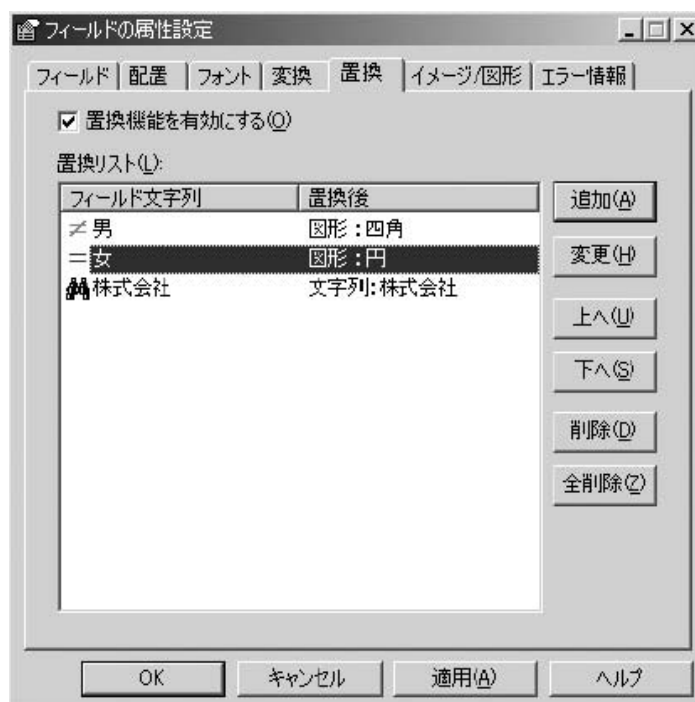 フィールドの属性設定
フィールド 配置 フォント 変換 置換 イメージ/図形 エラー情報
置換機能を有効にする(O)
置換リスト(L):
フィールド文字列 置換後
≠男 図形:四角
=女 図形:円
株式会社 文字列:株式会社
追加(A)
変更(H)
上へ(U)
下へ(S)
削除(D)
全削除(Z)
OK キャンセル 適用(A) ヘルプ